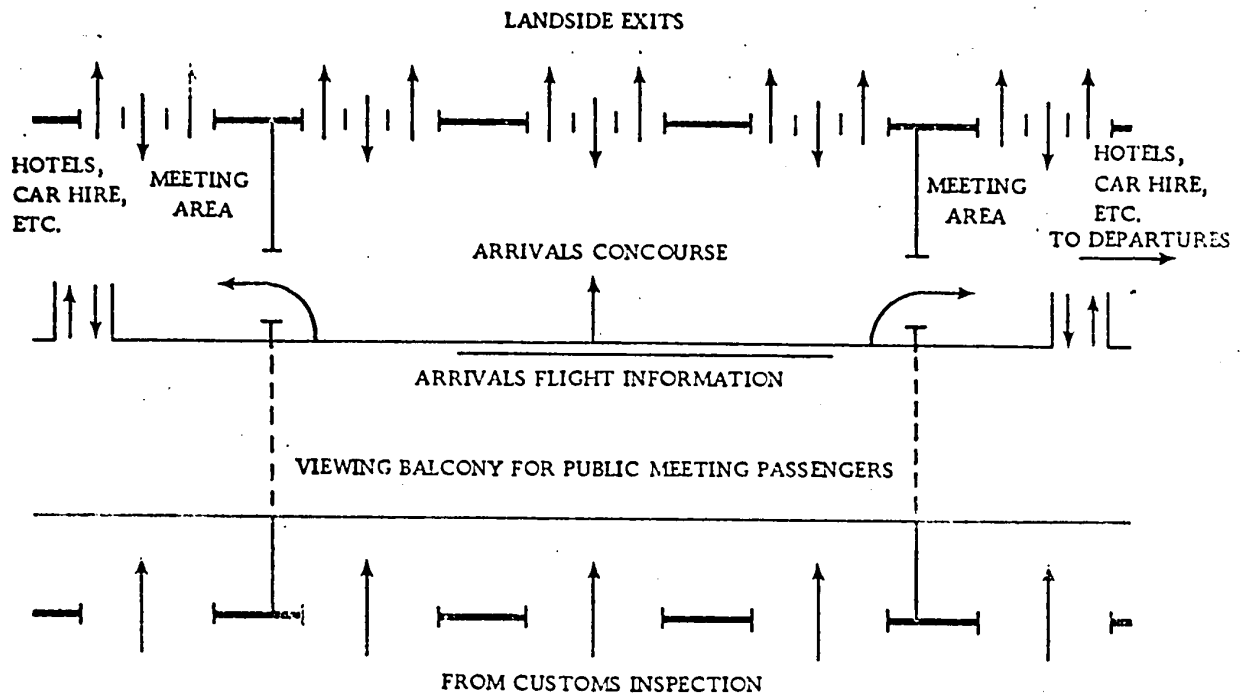 LANDSIDE EXITS
HOTELS,
CAR HIRE,
ETC.
MEETING
AREA
MEETING
AREA
HOTELS,
CAR HIRE,
ETC.
TO DEPARTURES
ARRIVALS CONCOURSE
ARRIVALS FLIGHT INFORMATION
VIEWING BALCONY FOR PUBLIC MEETING PASSENGERS
FROM CUSTOMS INSPECTION